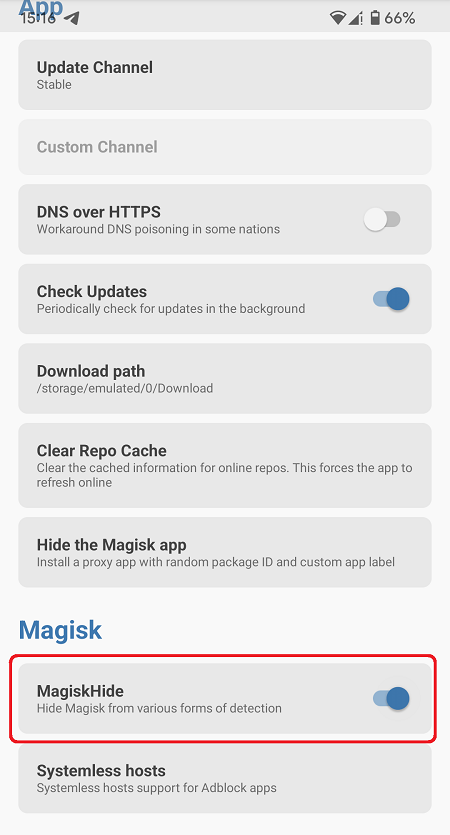 App
15:16 66%
Update Channel
Stable
Custom Channel
DNS over HTTPS
Workaround DNS poisoning in some nations
Check Updates
Periodically check for updates in the background
Download path
/storage/emulated/0/Download
Clear Repo Cache
Clear the cached information for online repos. This forces the app to
refresh online
Hide the Magisk app
Install a proxy app with random package ID and custom app label
Magisk
MagiskHide
Hide Magisk from various forms of detection
Systemless hosts
Systemless hosts support for Adblock apps